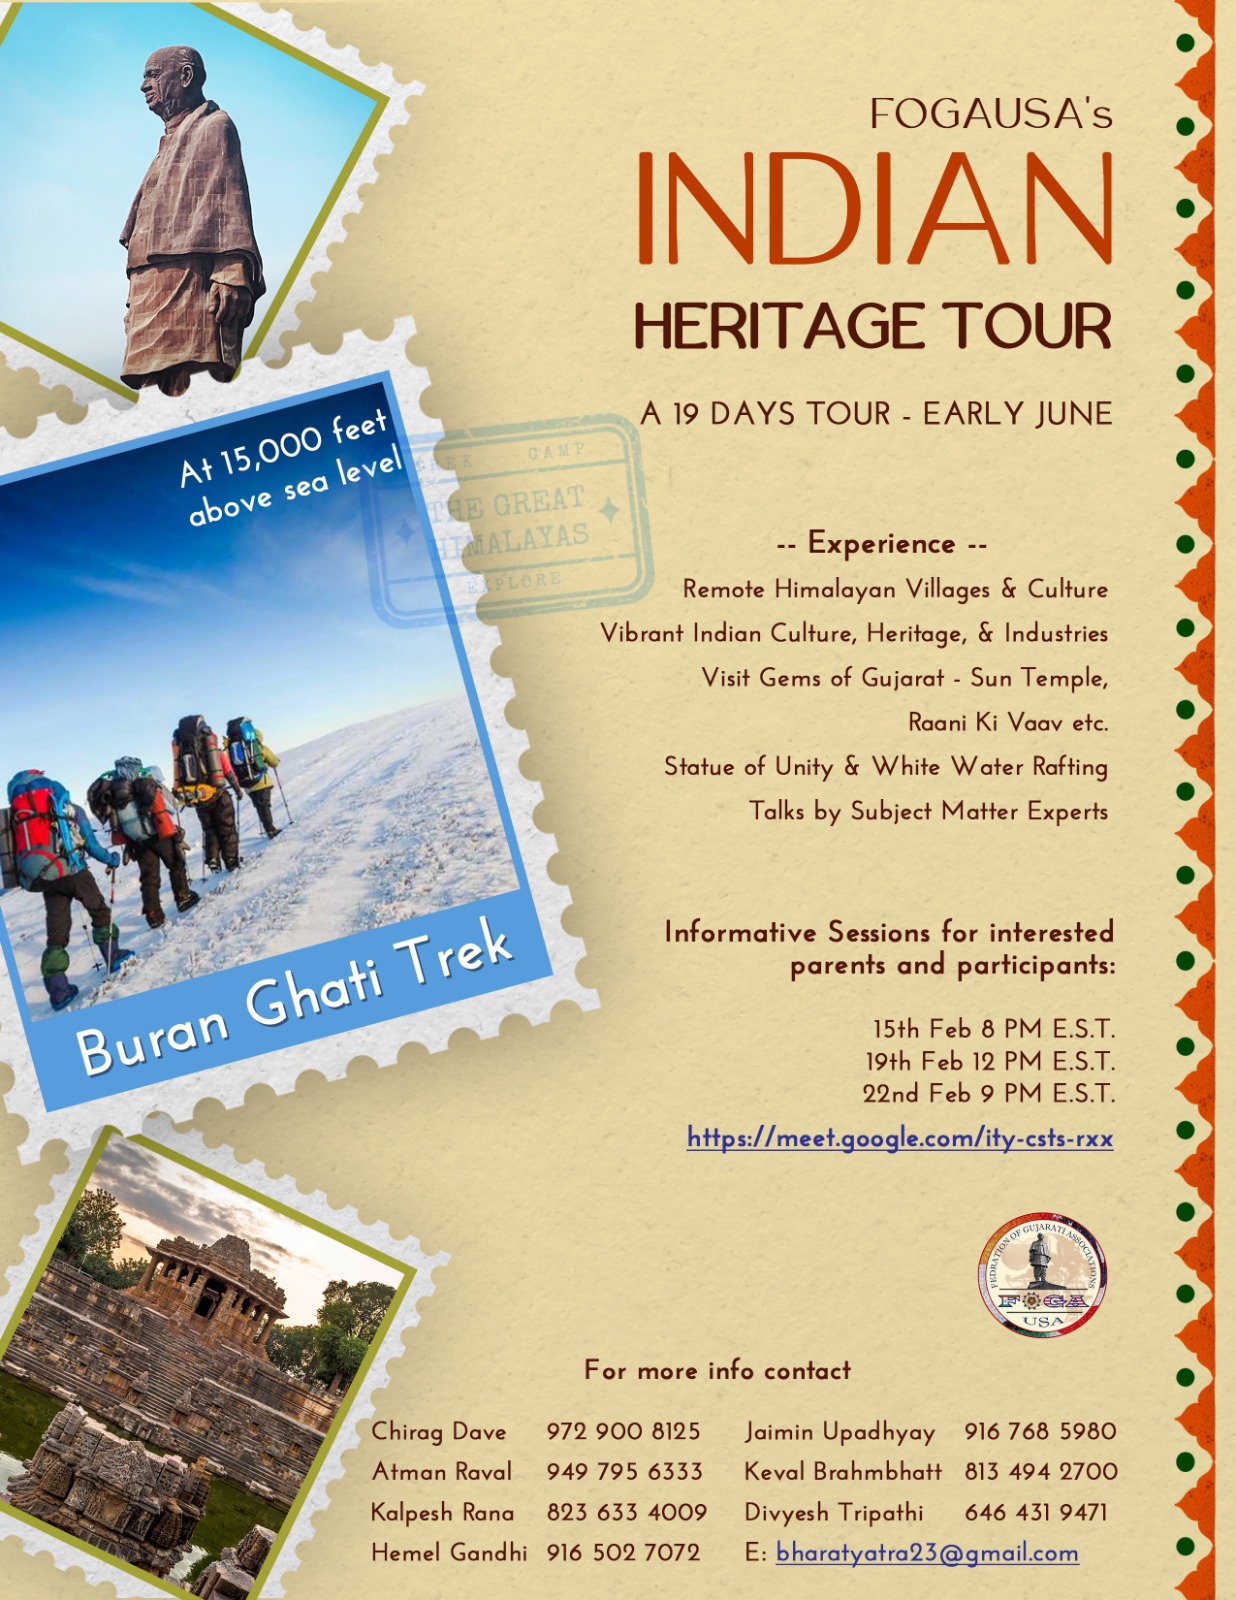 FOGAUSA's
INDIAN
HERITAGE TOUR
A 19 DAYS TOUR - EARLY JUNE
At 15,000 feet
above sea level
TREK CAMP
THE GREAT
HIMALAYAS
EXPLORE
Buran Ghati Trek
-- Experience --
Remote Himalayan Villages & Culture
Vibrant Indian Culture, Heritage, & Industries
Visit Gems of Gujarat - Sun Temple,
Raani Ki Vaav etc.
Statue of Unity & White Water Rafting
Talks by Subject Matter Experts
Informative Sessions for interested
parents and participants:
15th Feb 8 PM E.S.T.
19th Feb 12 PM E.S.T.
22nd Feb 9 PM E.S.T.
https://meet.google.com/ity-csts-rxx
FEDRATION OF GUJARATI ASSOCIATIONS
FOGA
USA
For more info contact
Chirag Dave 972 900 8125 Jaimin Upadhyay 916 768 5980
Atman Raval 949 795 6333 Keval Brahmbhatt 813 494 2700
Kalpesh Rana 823 633 4009 Divyesh Tripathi 646 431 9471
Hemel Gandhi 916 502 7072 E: bharatyatra23@gmail.com